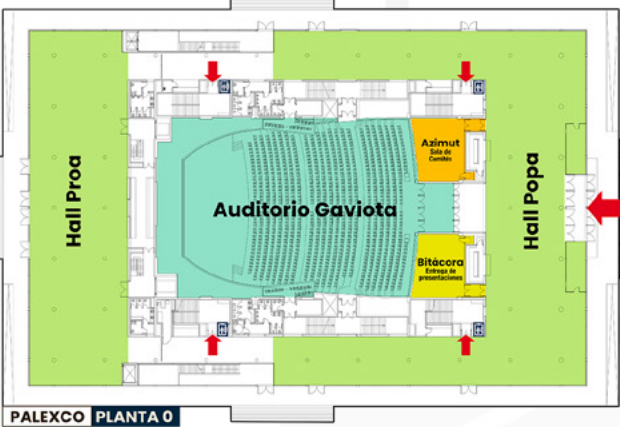 Hall Proa
Auditorio Gaviota
Azimut
Sala de
Comités
Bitácora
Entrega de
presentaciones
Hall Popa
PALEXCO PLANTA 0